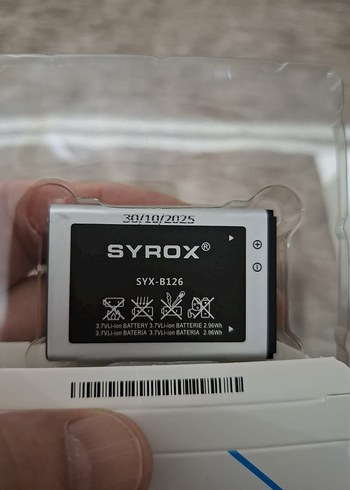 30/10/2025
SYROX®
SYX-B126
3.7VLi-ion BATTERY 3.7VLi-ion BATTERIE 2.96Wh
3.7VLi-ion BATERIA 3.7VLi-ion BATERIA 2.96Wh